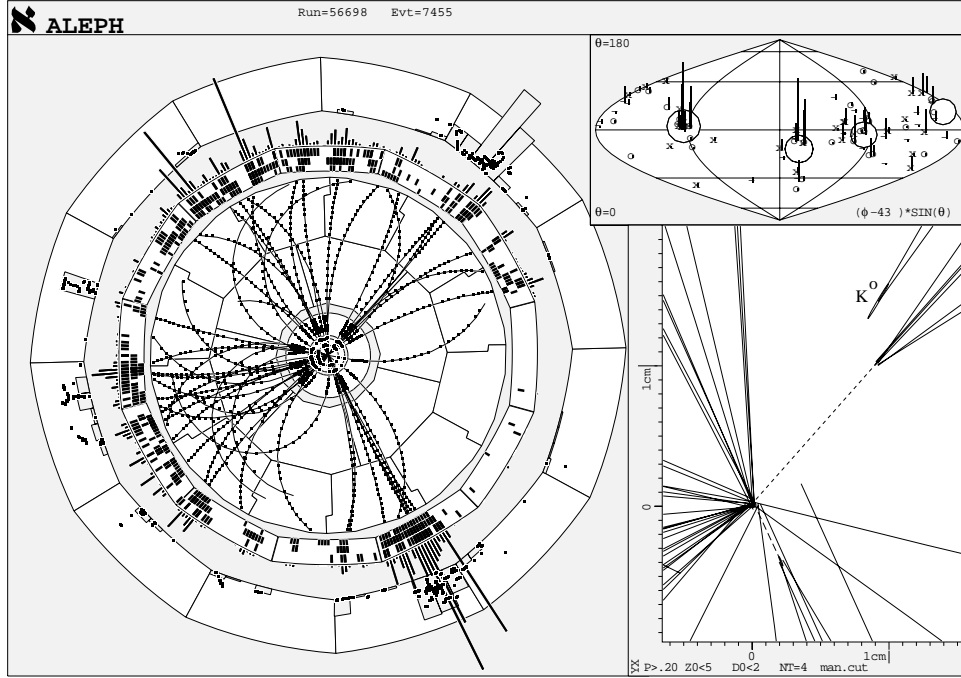 Run=56698 Evt=7455
ℵ ALEPH
θ=180
θ=0
(ϕ-43 )*SIN(θ)
K⁰
1cm|
0
0
1cm|
YX P>.20 Z0<5 D0<2 NT=4 man.cut